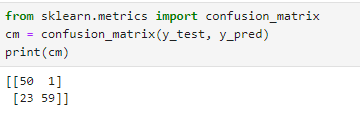 from sklearn.metrics import confusion_matrix
cm = confusion_matrix(y_test, y_pred)
print(cm)
[[50  1]
 [23 59]]